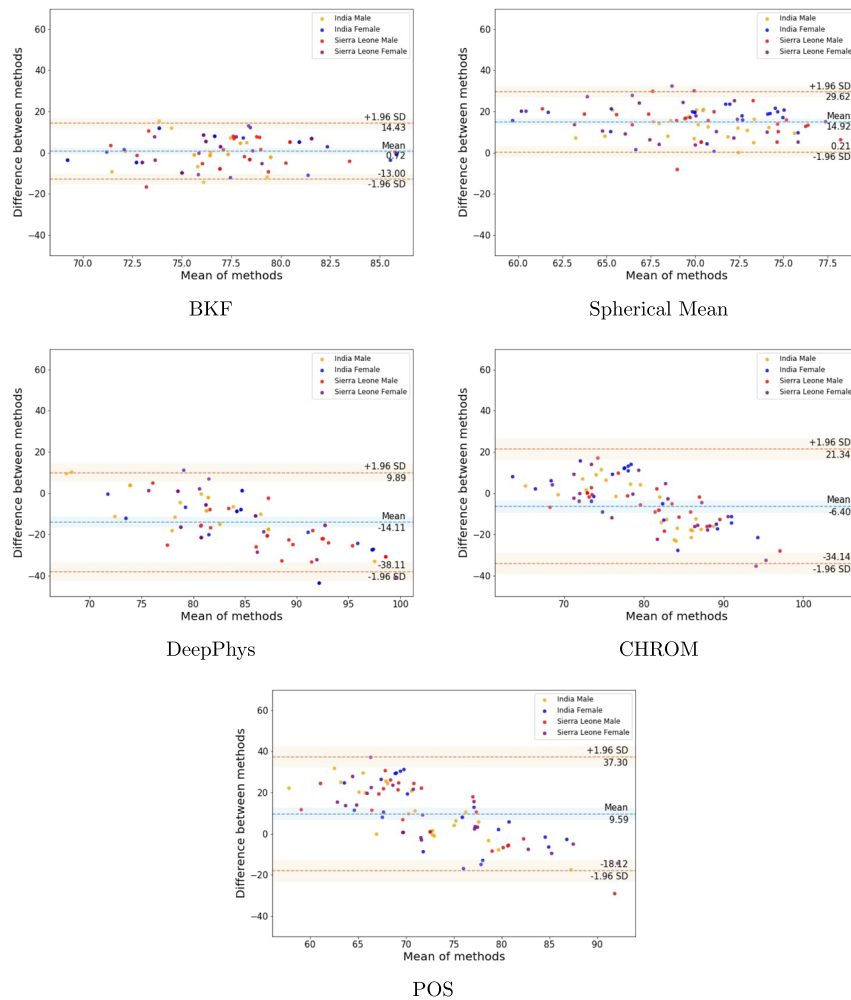 60
40
20
0
−20
−40
Difference between methods
India Male
India Female
Sierra Leone Male
Sierra Leone Female
+1.96 SD
14.43
Mean
0.72
-13.00
-1.96 SD
70.0 72.5 75.0 77.5 80.0 82.5 85.0
Mean of methods
BKF
60
40
20
0
−20
−40
Difference between methods
India Male
India Female
Sierra Leone Male
Sierra Leone Female
+1.96 SD
29.62
Mean
14.92
0.21
-1.96 SD
60.0 62.5 65.0 67.5 70.0 72.5 75.0 77.5
Mean of methods
Spherical Mean
60
40
20
0
−20
−40
Difference between methods
India Male
India Female
Sierra Leone Male
Sierra Leone Female
+1.96 SD
9.89
Mean
-14.11
-38.11
-1.96 SD
70 75 80 85 90 95 100
Mean of methods
DeepPhys
60
40
20
0
−20
−40
Difference between methods
India Male
India Female
Sierra Leone Male
Sierra Leone Female
+1.96 SD
21.34
Mean
-6.40
-34.14
-1.96 SD
70 80 90 100
Mean of methods
CHROM
60
40
20
0
−20
−40
Difference between methods
India Male
India Female
Sierra Leone Male
Sierra Leone Female
+1.96 SD
37.30
Mean
9.59
-18.12
-1.96 SD
60 65 70 75 80 85 90
Mean of methods
POS